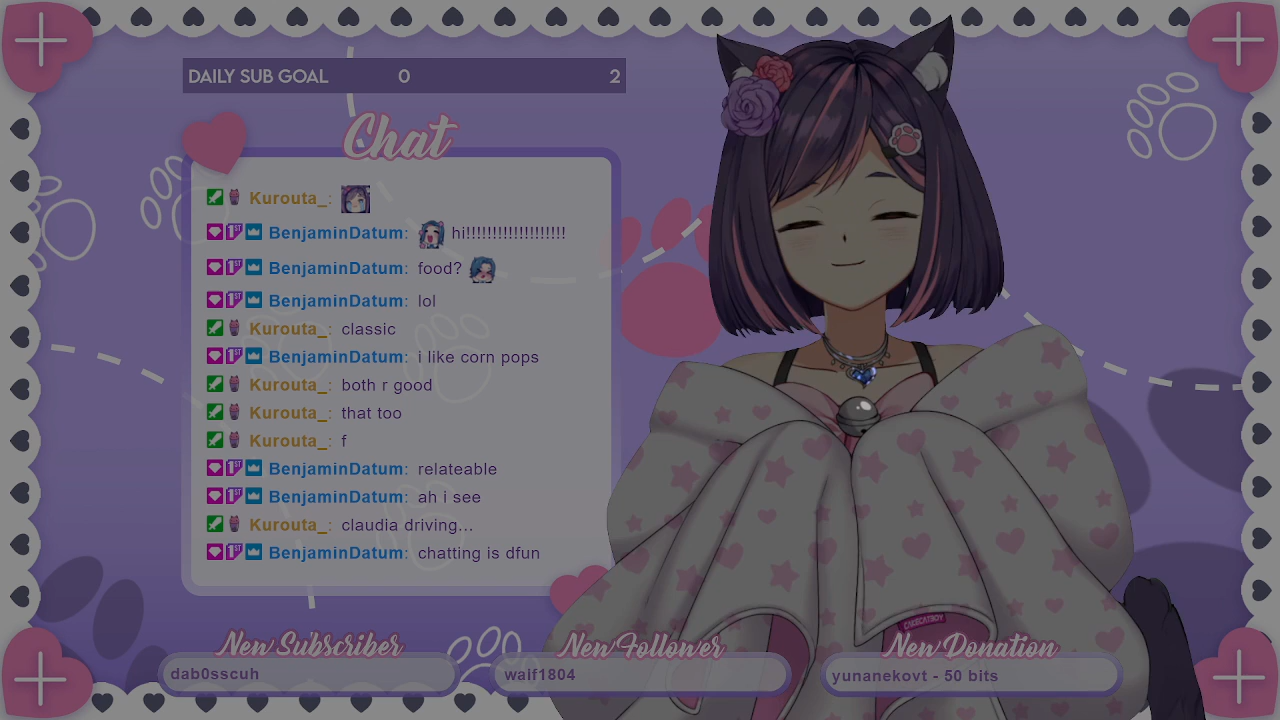 DAILY SUB GOAL 0 2
Chat
Kurouta_:
BenjaminDatum: hi!!!!!!!!!!!!!!!!!!!
BenjaminDatum: food?
BenjaminDatum: lol
Kurouta_: classic
BenjaminDatum: i like corn pops
Kurouta_: both r good
Kurouta_: that too
Kurouta_: f
BenjaminDatum: relateable
BenjaminDatum: ah i see
Kurouta_: claudia driving...
BenjaminDatum: chatting is dfun
New Subscriber
dab0sscuh
New Follower
waif1804
New Donation
yunanekovt - 50 bits